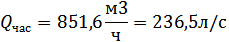 Qчас = 851,6 м3/ч = 236,5л/с